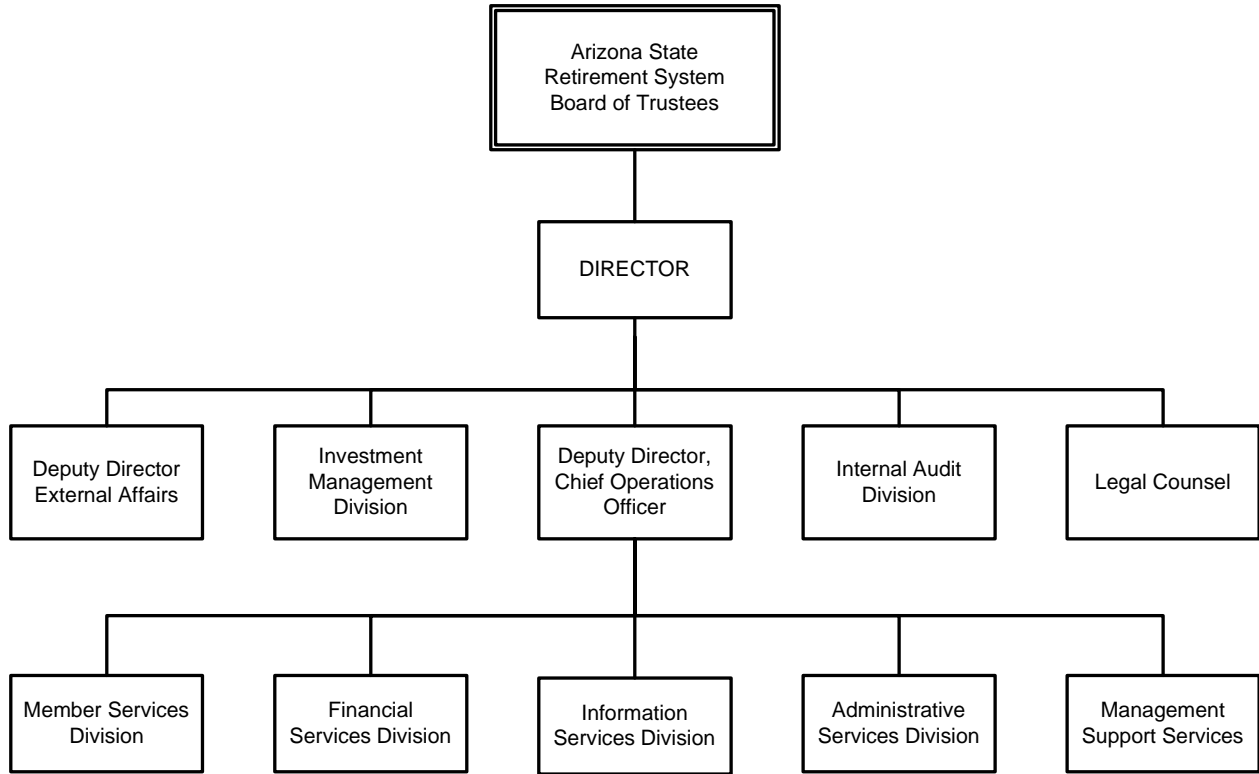 Arizona State
Retirement System
Board of Trustees
DIRECTOR
Deputy Director
External Affairs
Investment
Management
Division
Deputy Director,
Chief Operations
Officer
Internal Audit
Division
Legal Counsel
Member Services
Division
Financial
Services Division
Information
Services Division
Administrative
Services Division
Management
Support Services